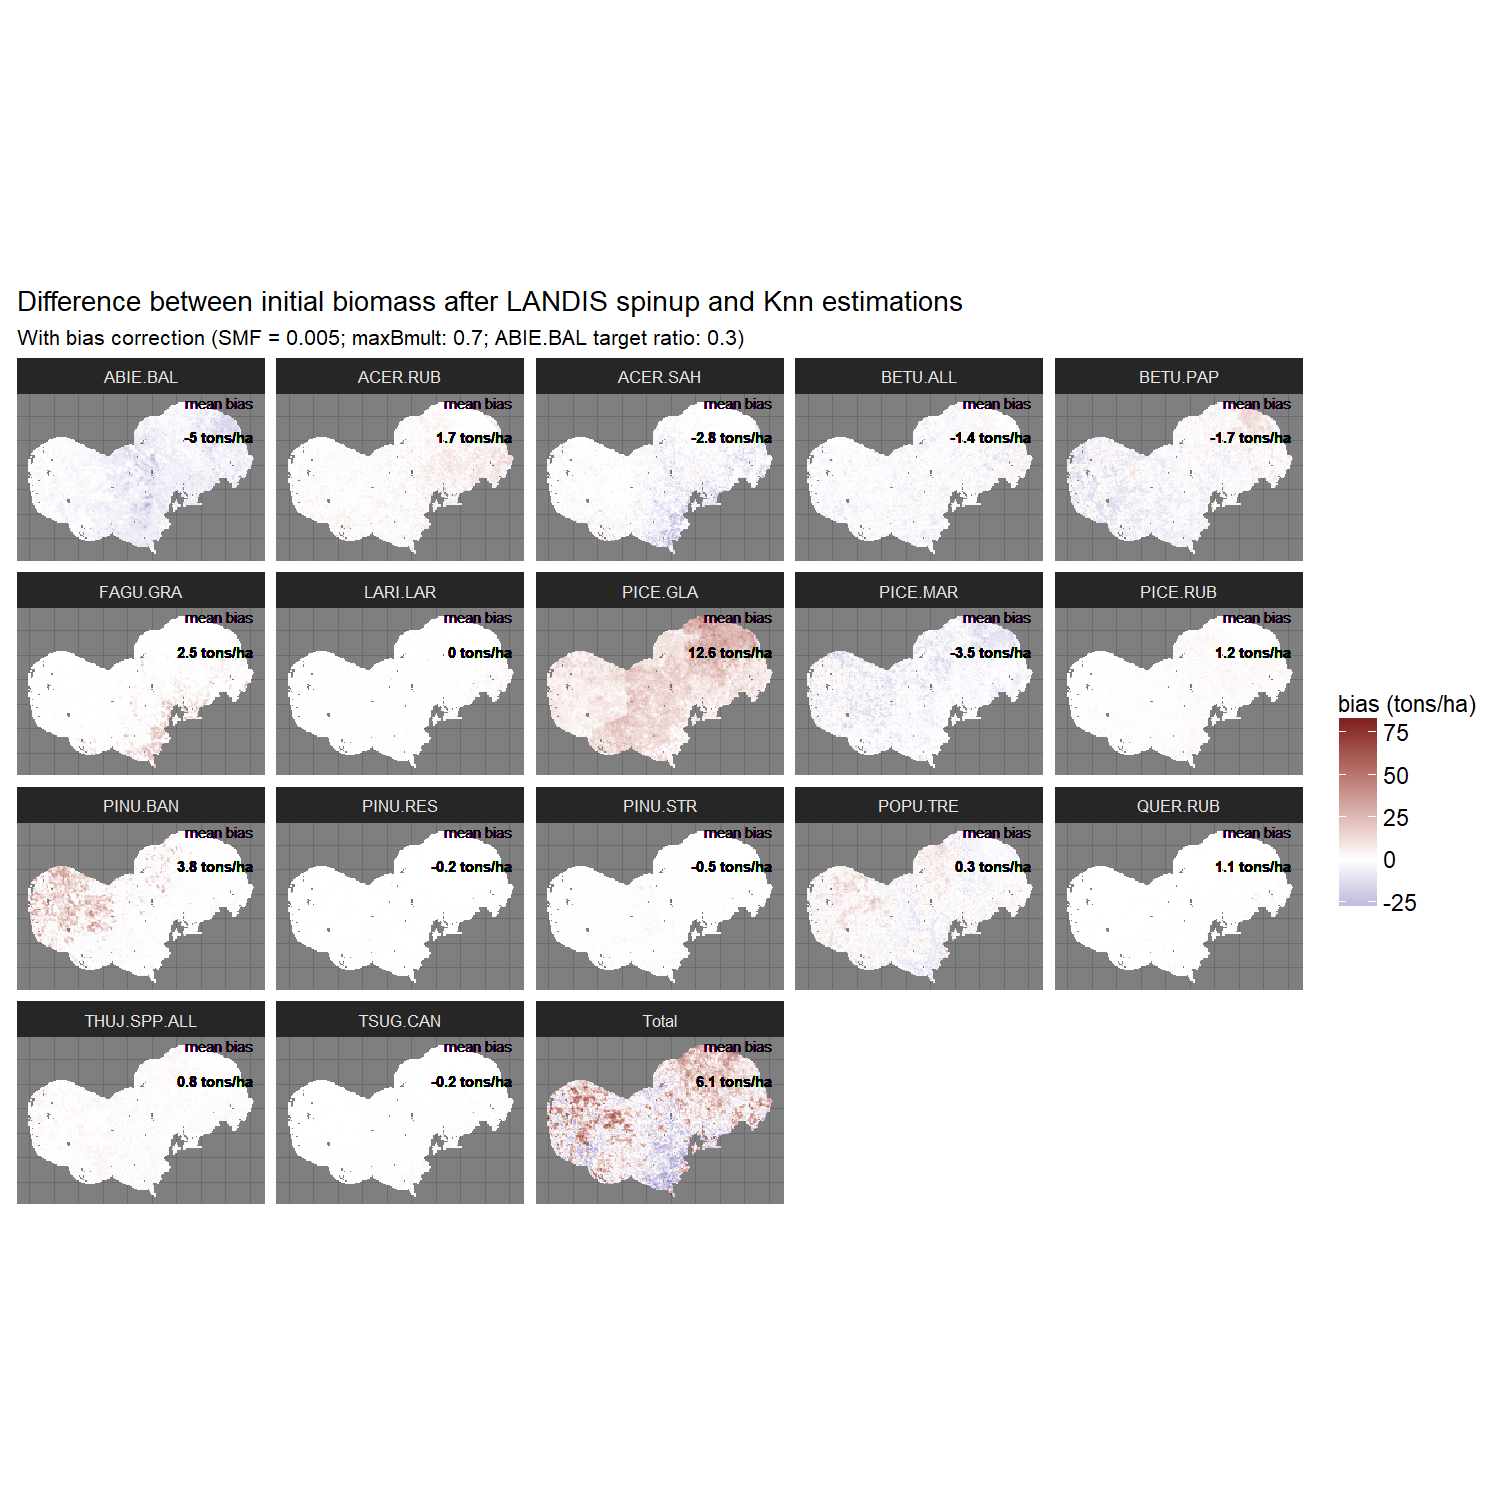 Difference between initial biomass after LANDIS spinup and Knn estimations
With bias correction (SMF = 0.005; maxBmult: 0.7; ABIE.BAL target ratio: 0.3)
ABIE.BAL
mean bias
-5 tons/ha
ACER.RUB
mean bias
1.7 tons/ha
ACER.SAH
mean bias
-2.8 tons/ha
BETU.ALL
mean bias
-1.4 tons/ha
BETU.PAP
mean bias
-1.7 tons/ha
FAGU.GRA
mean bias
2.5 tons/ha
LARI.LAR
mean bias
0 tons/ha
PICE.GLA
mean bias
12.6 tons/ha
PICE.MAR
mean bias
-3.5 tons/ha
PICE.RUB
mean bias
1.2 tons/ha
PINU.BAN
mean bias
3.8 tons/ha
PINU.RES
mean bias
-0.2 tons/ha
PINU.STR
mean bias
-0.5 tons/ha
POPU.TRE
mean bias
0.3 tons/ha
QUER.RUB
mean bias
1.1 tons/ha
THUJ.SPP.ALL
mean bias
0.8 tons/ha
TSUG.CAN
mean bias
-0.2 tons/ha
Total
mean bias
6.1 tons/ha
bias (tons/ha)
75
50
25
0
-25